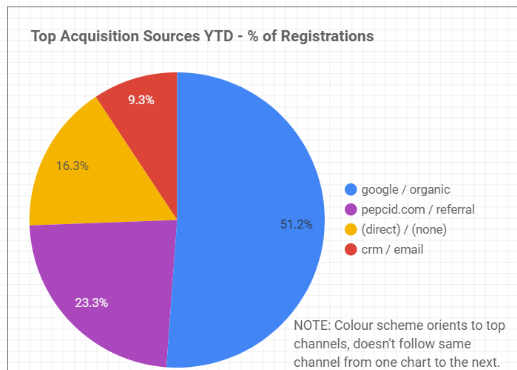 Top Acquisition Sources YTD - % of Registrations
9.3%
16.3%
51.2%
23.3%
google / organic
pepcid.com / referral
(direct) / (none)
crm / email
NOTE: Colour scheme orients to top
channels, doesn't follow same
channel from one chart to the next.